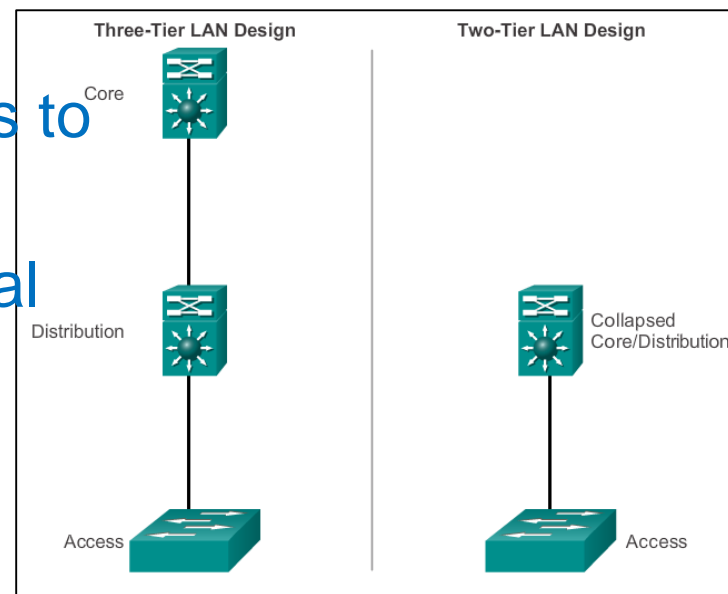 Three-Tier LAN Design
Two-Tier LAN Design
Core
s to
al
Distribution
Collapsed
Core/Distribution
Access
Access